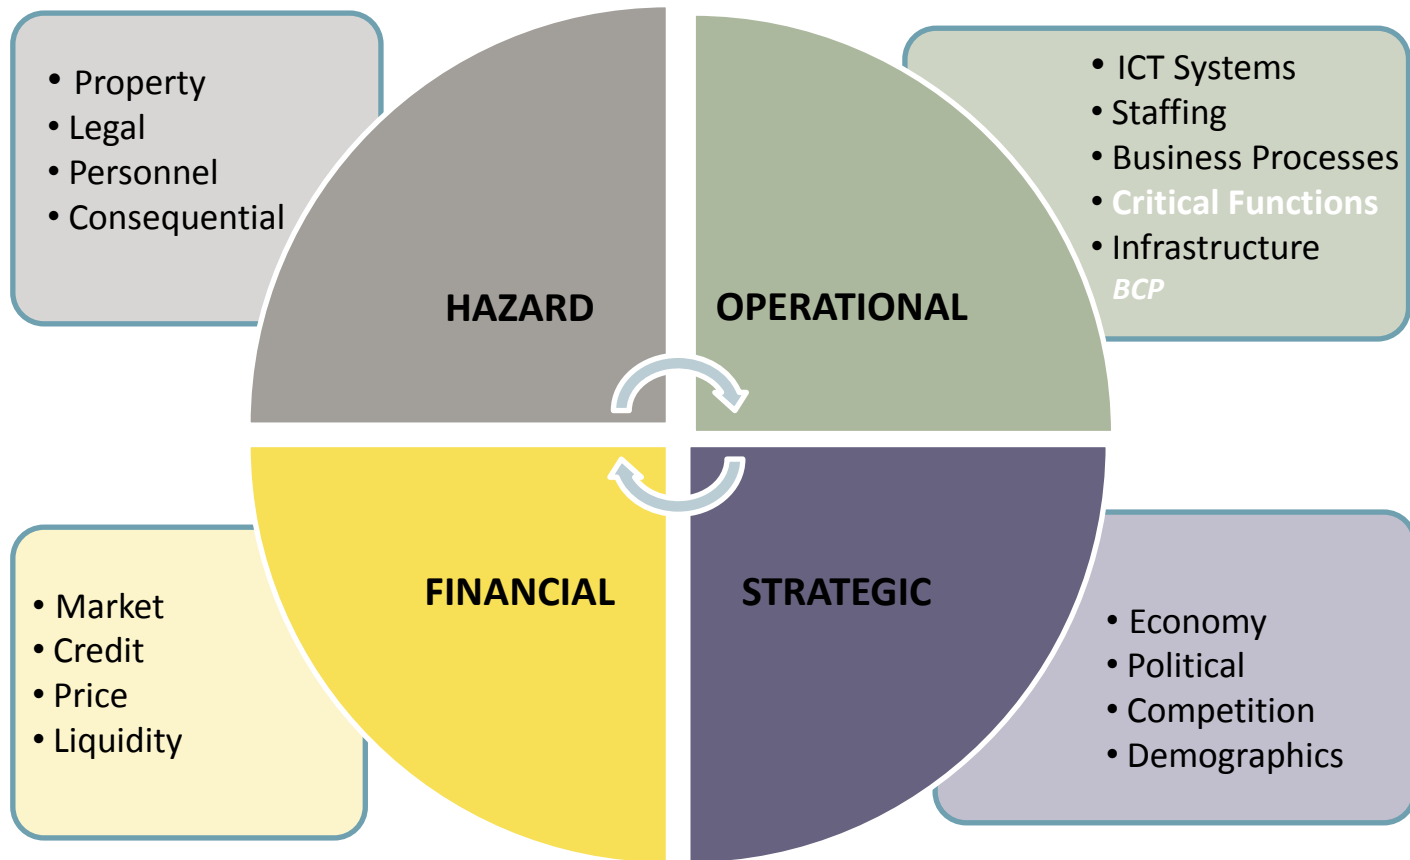 • Property
• Legal
• Personnel
• Consequential
HAZARD
• ICT Systems
• Staffing
• Business Processes
• Critical Functions
• Infrastructure
BCP
OPERATIONAL
• Market
• Credit
• Price
• Liquidity
FINANCIAL
STRATEGIC
• Economy
• Political
• Competition
• Demographics